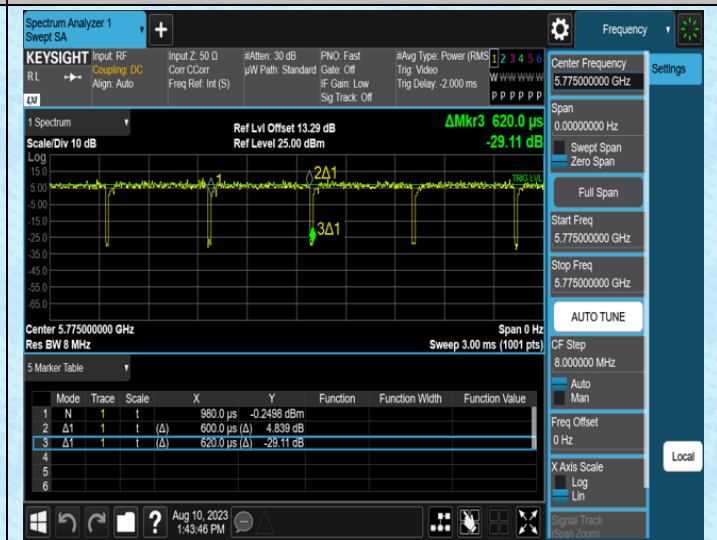 Spectrum Analyzer 1
Swept SA
+
Frequency
KEYSIGHT
RL
LXI
Input: RF
Coupling: DC
Align: Auto
Input Z: 50 Ω
Corr CCorr
Freq Ref: Int (S)
#Atten: 30 dB
µW Path: Standard
PNO: Fast
Gate: Off
IF Gain: Low
Sig Track: Off
#Avg Type: Power (RMS
Trig: Video
Trig Delay: -2.000 ms
1 2 3 4 5 6
W W W W W W
P P P P P P
1 Spectrum
Scale/Div 10 dB
Ref Lvl Offset 13.29 dB
Ref Level 25.00 dBm
ΔMkr3 620.0 µs
-29.11 dB
Log
15.0
5.00
-5.00
-15.0
-25.0
-35.0
-45.0
-55.0
-65.0
1
2Δ1
3Δ1
TRIG LVL
Center 5.775000000 GHz
Res BW 8 MHz
Span 0 Hz
Sweep 3.00 ms (1001 pts)
5 Marker Table
Mode Trace Scale X Y Function Function Width Function Value
1 N 1 t 980.0 µs -0.2498 dBm
2 Δ1 1 t (Δ) 600.0 µs (Δ) 4.839 dB
3 Δ1 1 t (Δ) 620.0 µs (Δ) -29.11 dB
4
5
6
?
Aug 10, 2023
1:43:46 PM
Center Frequency
5.775000000 GHz
Settings
Span
0.00000000 Hz
Swept Span
Zero Span
Full Span
Start Freq
5.775000000 GHz
Stop Freq
5.775000000 GHz
AUTO TUNE
CF Step
8.000000 MHz
Auto
Man
Freq Offset
0 Hz
X Axis Scale
Log
Lin
Signal Track
(Span Zoom)
Local